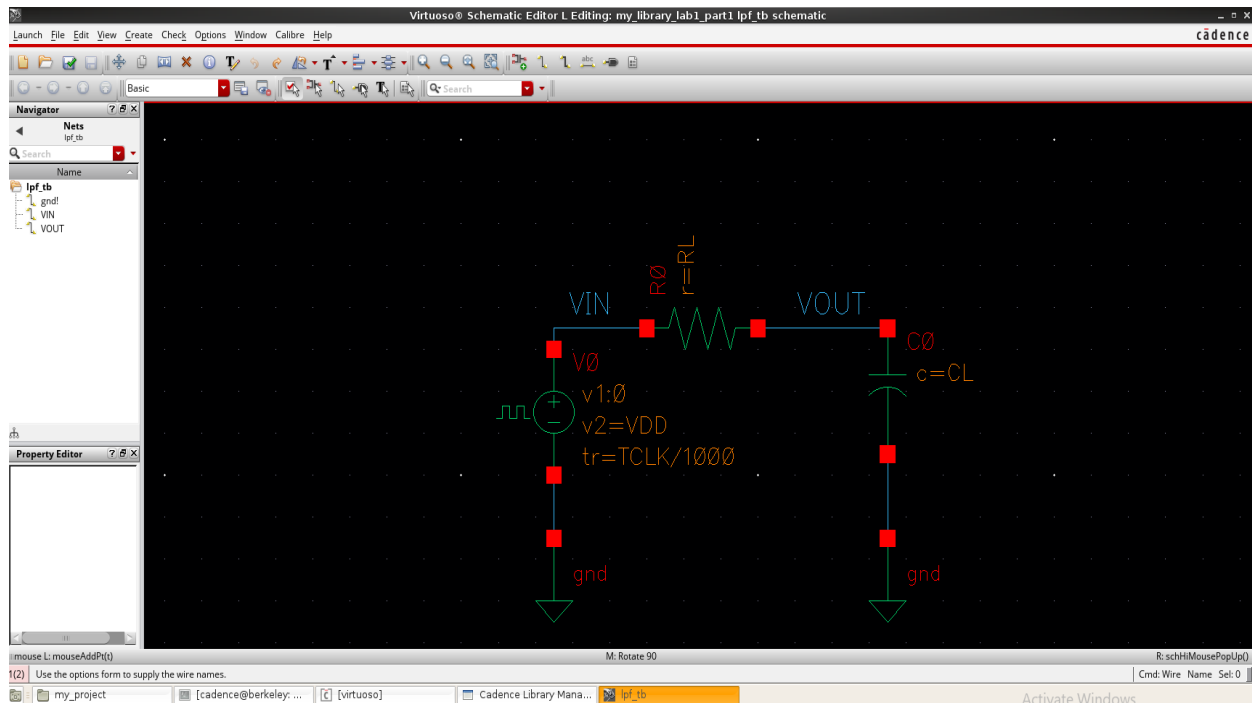 Virtuoso® Schematic Editor L Editing: my_library_lab1_part1 lpf_tb schematic
Launch File Edit View Create Check Options Window Calibre Help
cādence
Basic
Search
Navigator
Nets
lpf_tb
Search
Name
lpf_tb
gnd!
VIN
VOUT
Property Editor
VIN
R0
r=RL
VOUT
C0
c=CL
V0
v1:0
v2=VDD
tr=TCLK/1000
gnd
gnd
mouse L: mouseAddPt(t)
M: Rotate 90
R: schHiMousePopUp()
1(2)
Use the options form to supply the wire names.
Cmd: Wire Name Sel: 0
my_project
[cadence@berkeley: ...
[virtuoso]
Cadence Library Mana...
lpf_tb
Activate Windows